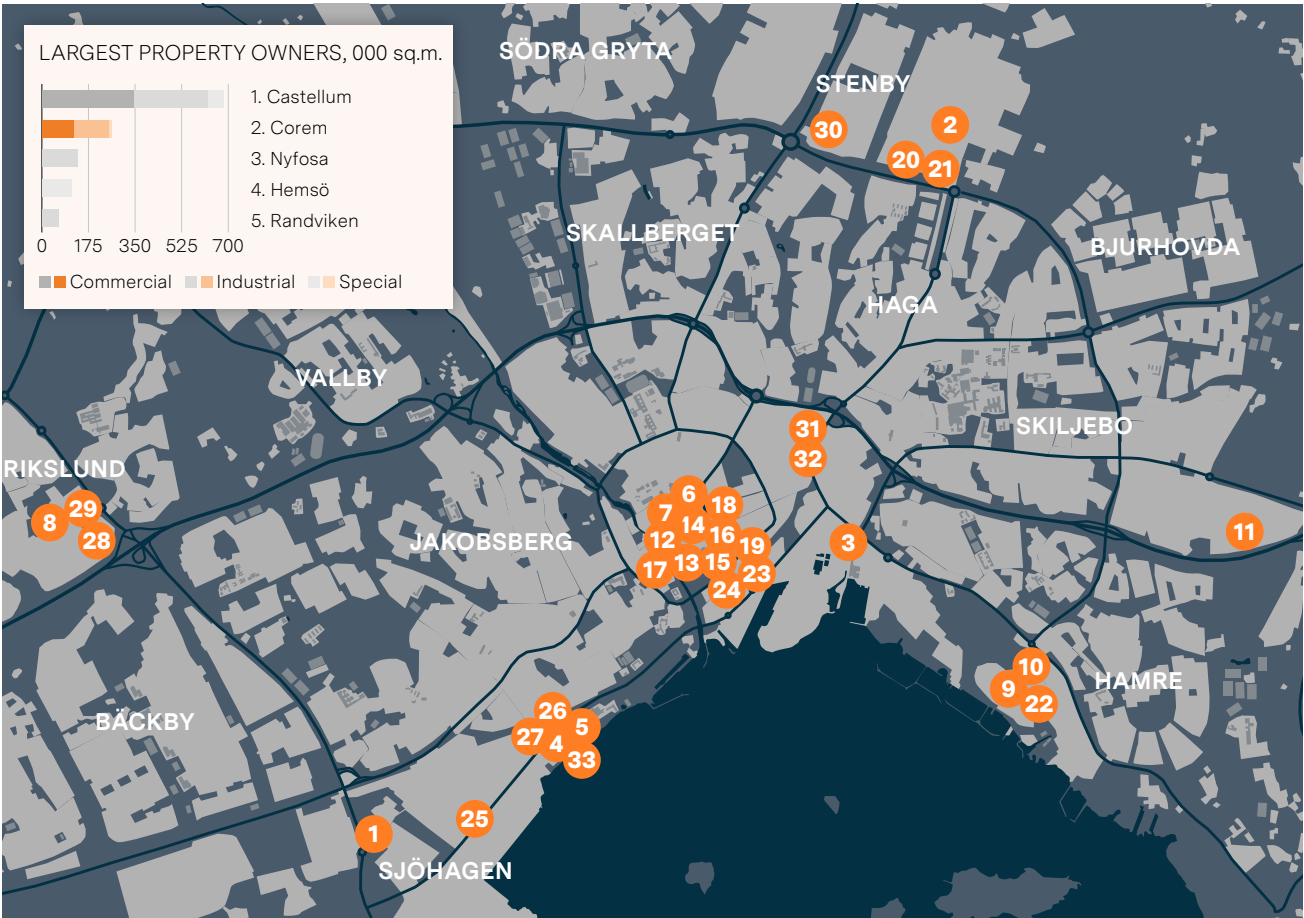 LARGEST PROPERTY OWNERS, 000 sq.m.
1. Castellum
2. Corem
3. Nyfosa
4. Hemsö
5. Randviken
0 175 350 525 700
Commercial Industrial Special
SÖDRA GRYTA
STENBY
30
2
20
21
SKALLBERGET
BJURHOVDA
HAGA
VALLBY
SKILJEBO
31
32
RIKSLUND
29
8
28
6
18
7
14
12
16
19
JAKOBSBERG
17
13
15
23
24
3
11
10
9
22
HAMRE
BÄCKBY
26
5
27
4
33
25
1
SJÖHAGEN